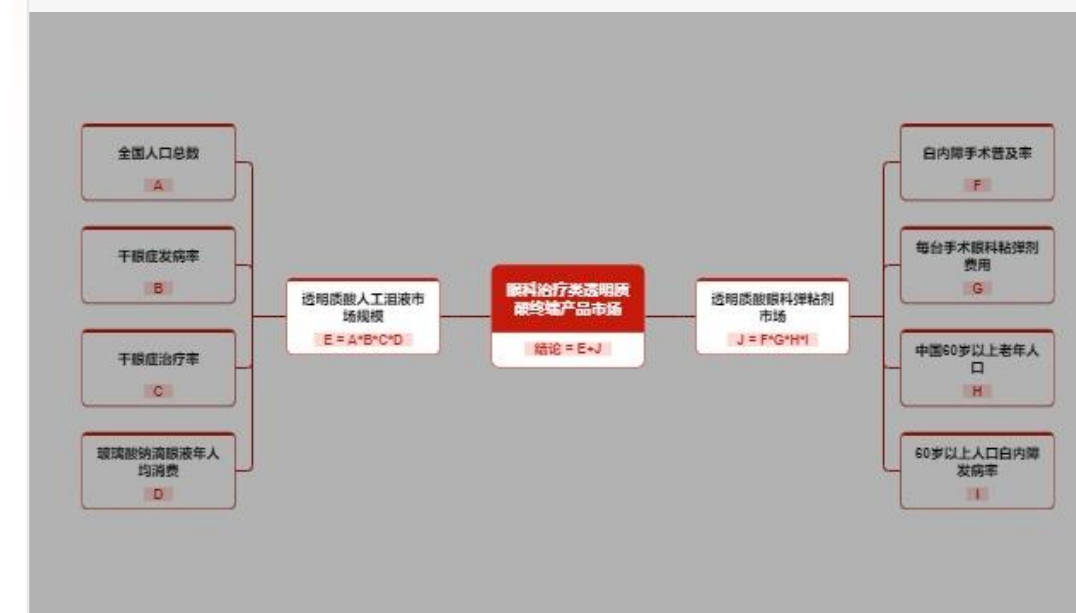 全国人口总数
A
干眼症发病率
B
干眼症治疗率
C
玻璃酸钠滴眼液年人
均消费
D
透明质酸人工泪液市
场规模
E = A*B*C*D
眼科治疗类透明质
酸终端产品市场
结论 = E+J
透明质酸眼科弹粘剂
市场
J = F*G*H*I
白内障手术普及率
F
每台手术眼科粘弹剂
费用
G
中国60岁以上老年人
口
H
60岁以上人口白内障
发病率
I